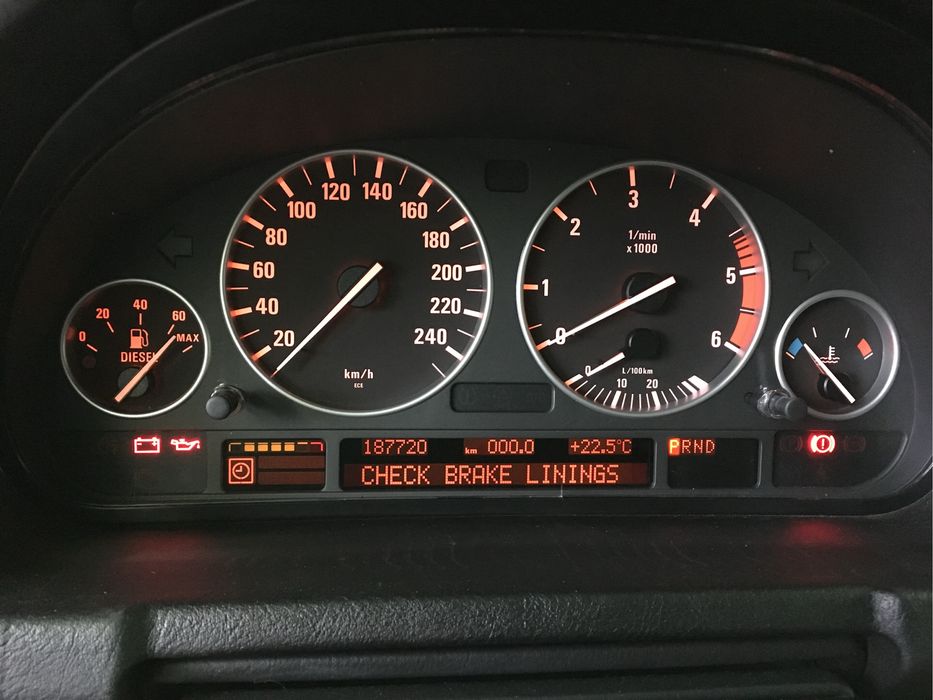 0 20 40 60 MAX
DIESEL
20 40 60 80 100 120 140 160 180 200 220 240
km/h
ECE
0 1 2 3 4 5 6
1/min
x1000
0 10 20
L/100km
187720 km 000.0 +22.5°C
CHECK BRAKE LININGS
PRND